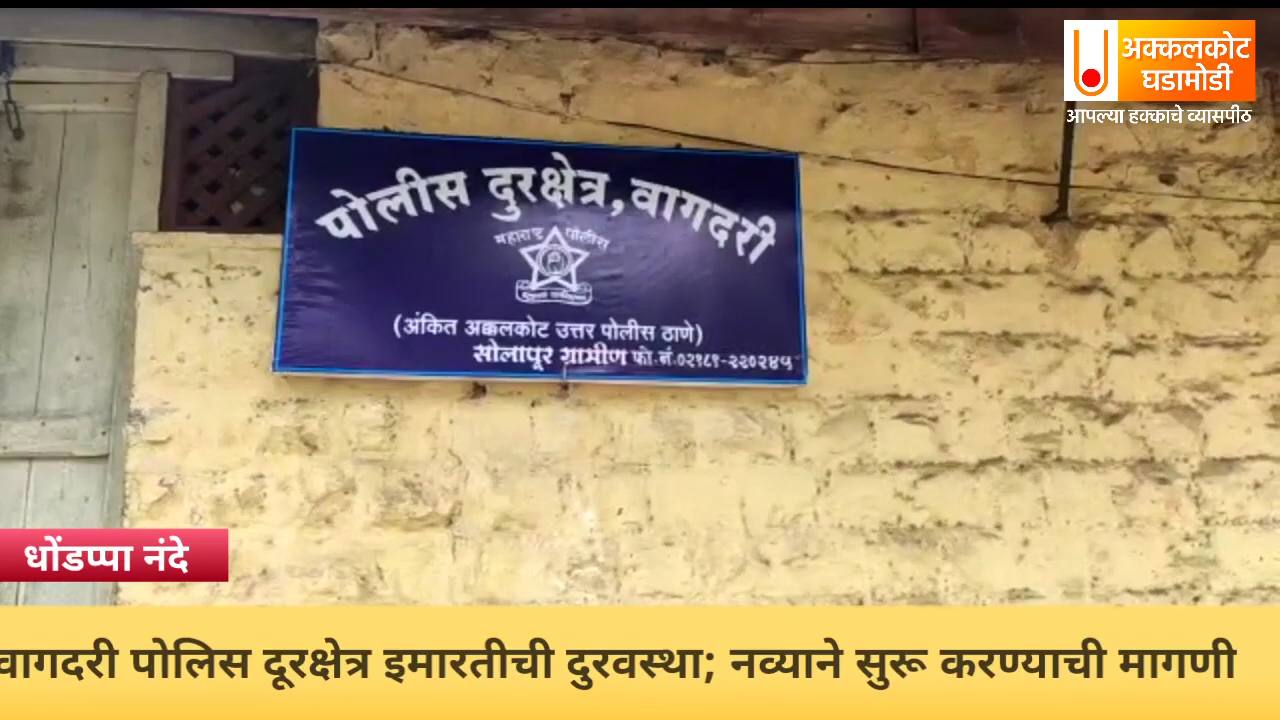 अक्कलकोट
घडामोडी
आपल्या हक्काचे व्यासपीठ
पोलीस दुरक्षेत्र, वागदरी
महाराष्ट्र पोलीस
(अंकित अक्कलकोट उत्तर पोलीस ठाणे)
सोलापूर ग्रामीण फो.नं.०२१८१-२२०२४५
धोंडप्पा नंदे
वागदरी पोलिस दूरक्षेत्र इमारतीची दुरवस्था; नव्याने सुरू करण्याची मागणी